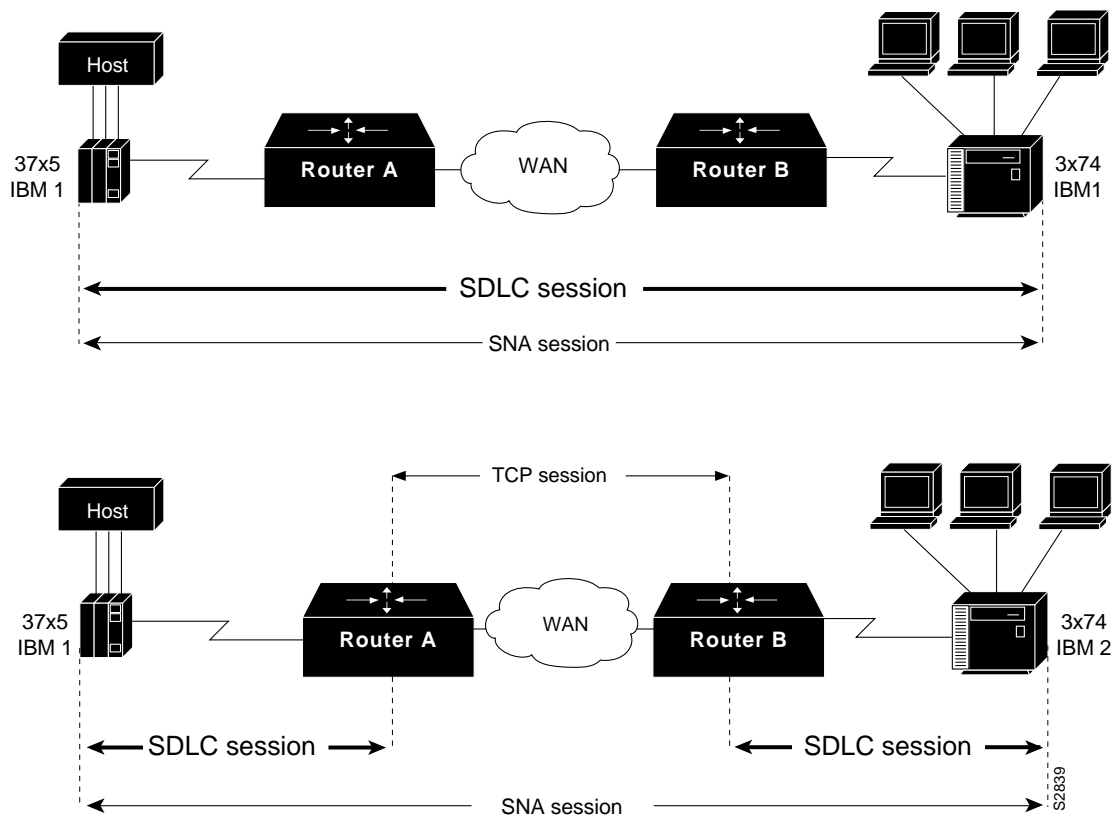 Host
37x5
IBM 1
Router A
WAN
Router B
3x74
IBM1
SDLC session
SNA session
TCP session
Host
37x5
IBM 1
Router A
WAN
Router B
3x74
IBM 2
SDLC session
SDLC session
SNA session
S2839